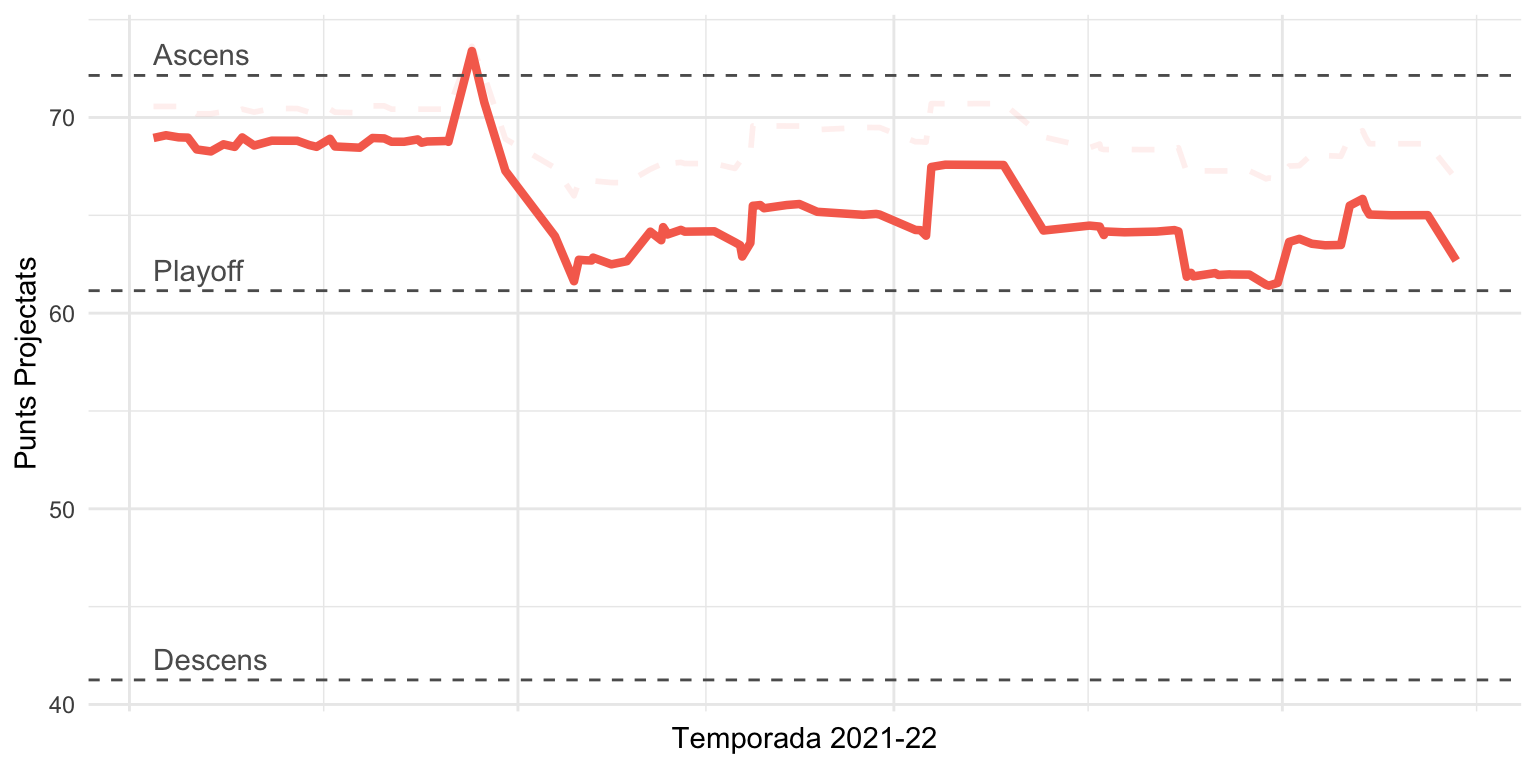 Ascens
70
Playoff
60
Punts Projectats
50
Descens
40
Temporada 2021-22